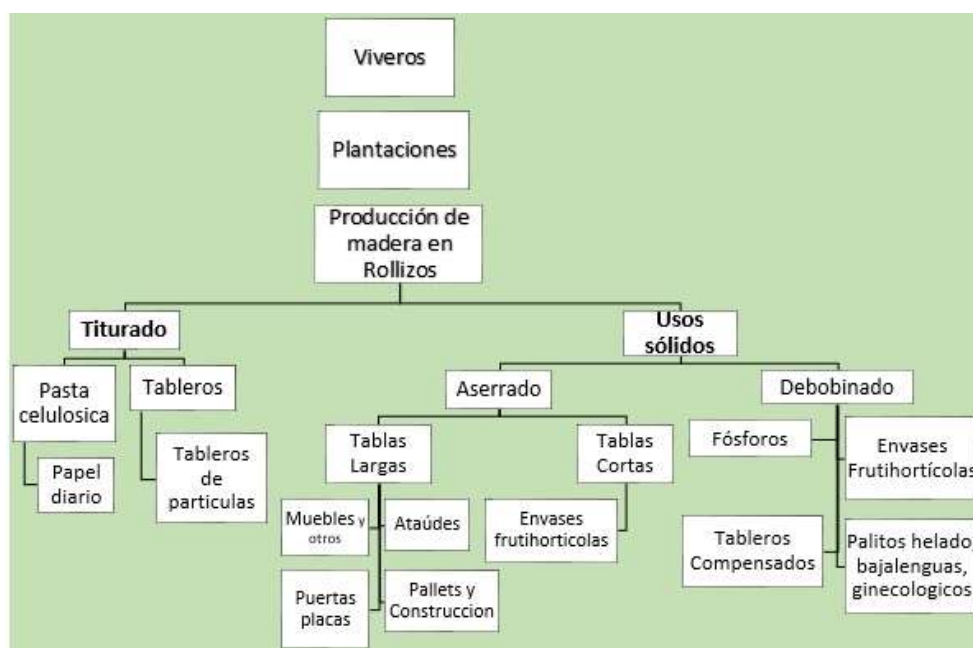 Viveros
Plantaciones
Producción de
madera en
Rollizos
Titurado
Usos
sólidos
Pasta
celulosica
Tableros
Aserrado
Debobinado
Papel
diario
Tableros
de
particulas
Tablas
Largas
Tablas
Cortas
Fósforos
Envases
Frutihortícolas
Muebles y
otros
Ataúdes
Envases
frutihorticolas
Tableros
Compensados
Palitos helado,
bajalenguas,
ginecologicos
Puertas
placas
Pallets y
Construccion